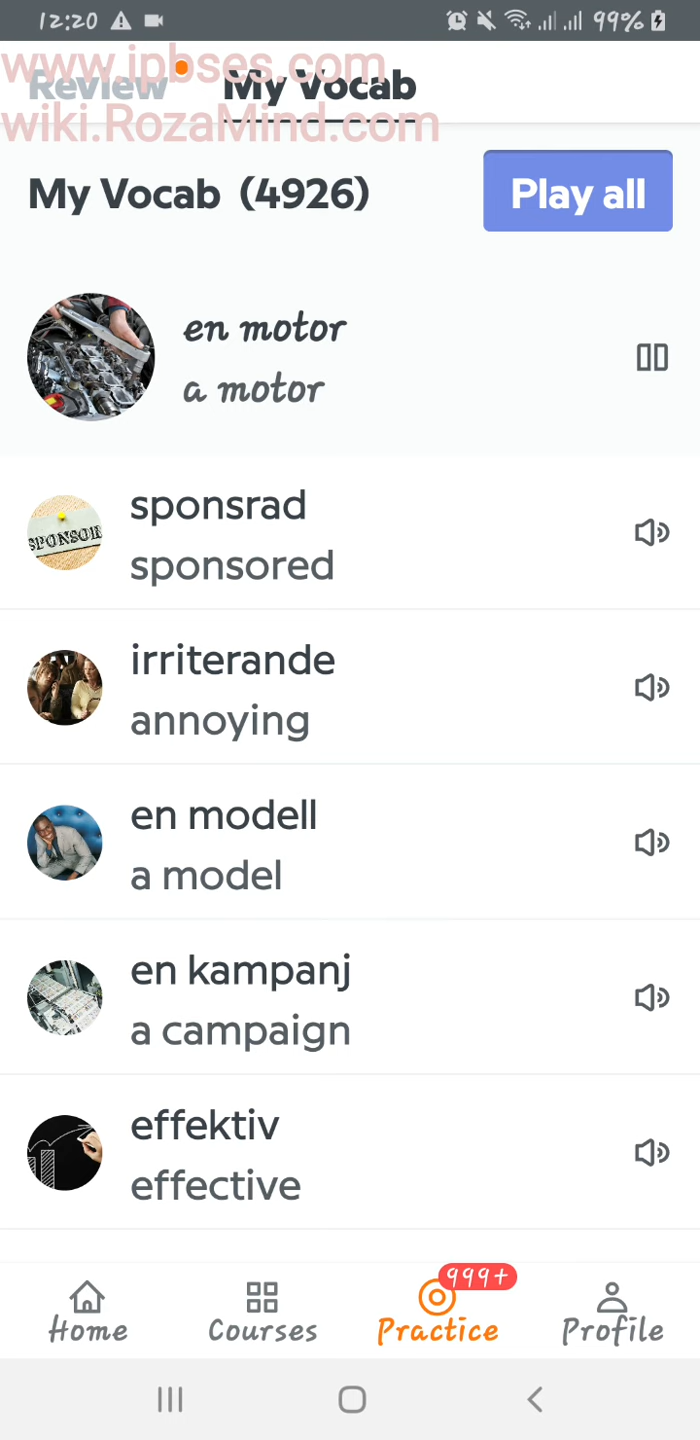 12:20 99%
www.ipbses.com
Review My Vocab
wiki.RozaMind.com
My Vocab (4926) Play all
en motor
a motor
sponsrad
SPONSOR
sponsored
irriterande
annoying
en modell
a model
en kampanj
a campaign
effektiv
effective
999+
Home Courses Practice Profile